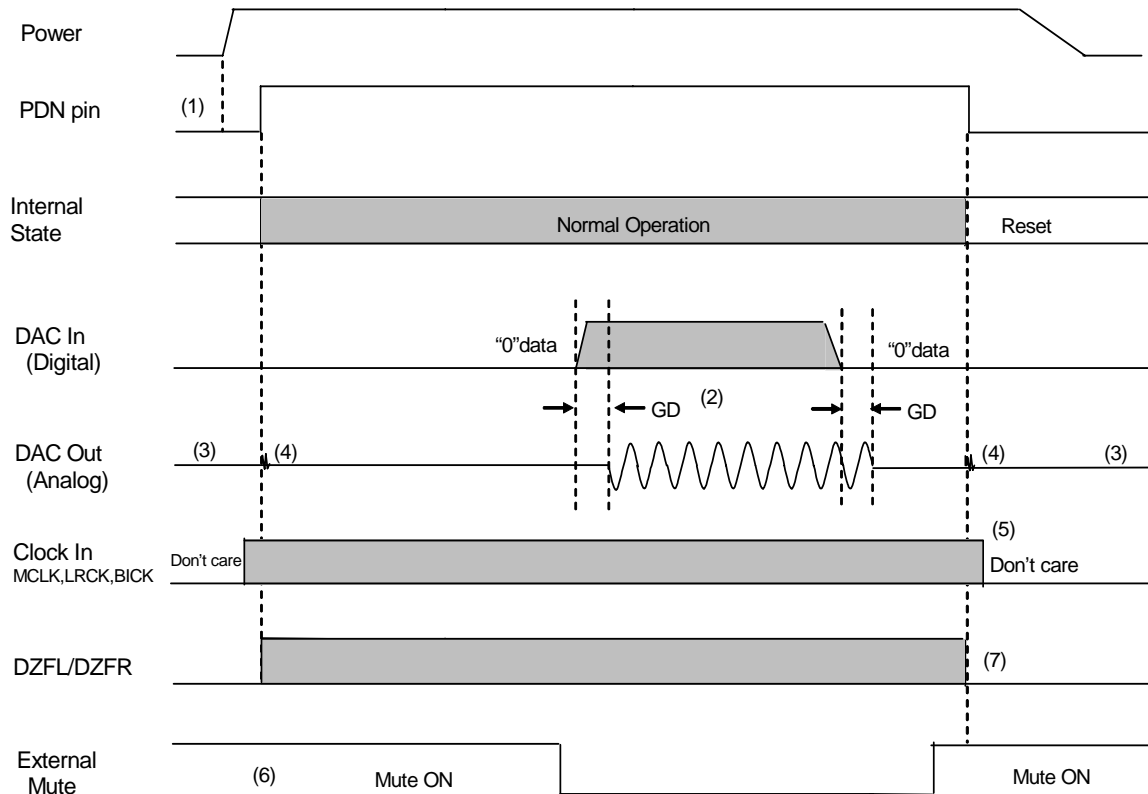 Power
(1)
PDN pin
Internal
State
Normal Operation
Reset
DAC In
(Digital)
“0”data
“0”data
(2)
GD
GD
DAC Out
(Analog)
(3)
(4)
(4)
(3)
Clock In
MCLK,LRCK,BICK
Don’t care
(5)
Don’t care
DZFL/DZFR
(7)
External
Mute
(6)
Mute ON
Mute ON